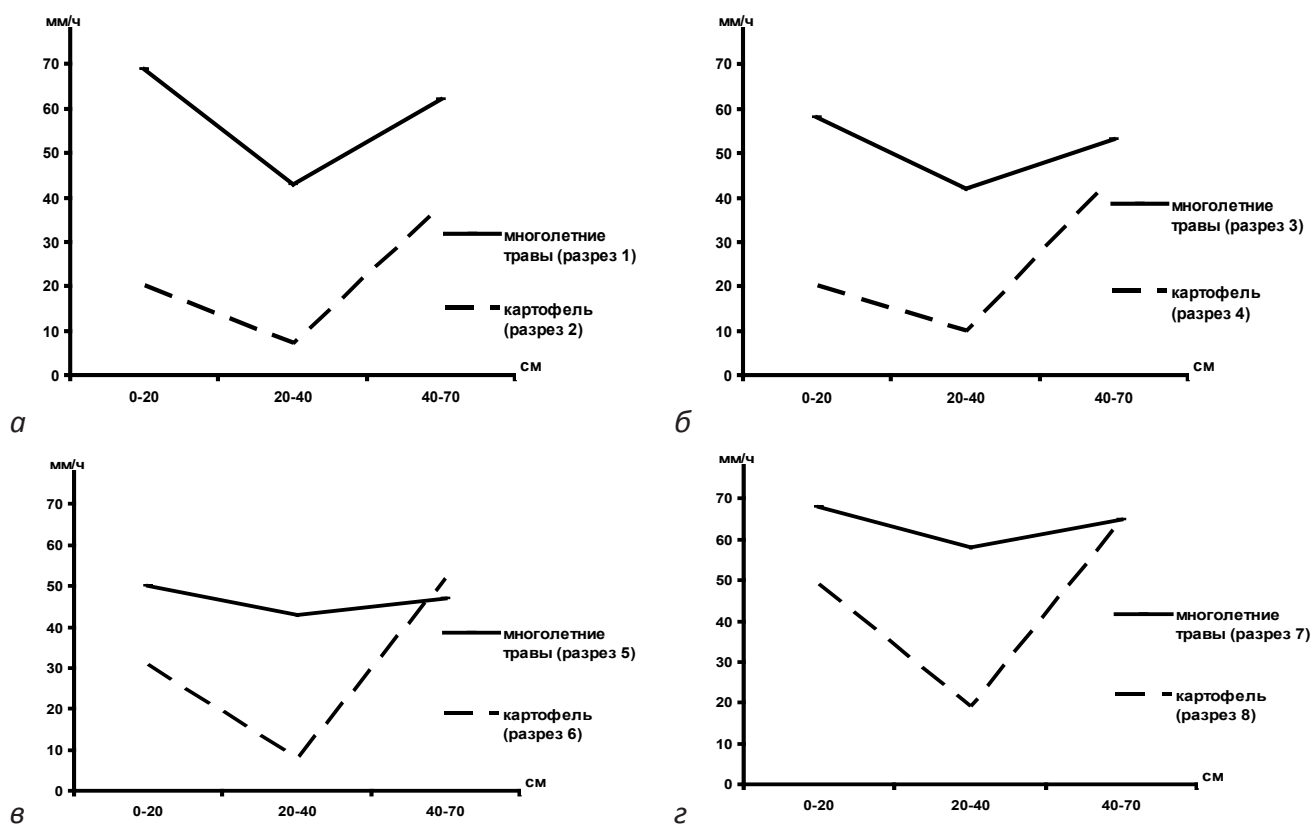 мм/ч
70
60
50
40
30
20
10
0
0-20
20-40
40-70
см
многолетние
травы (разрез 1)
картофель
(разрез 2)
а
мм/ч
70
60
50
40
30
20
10
0
0-20
20-40
40-70
см
многолетние
травы (разрез 3)
картофель
(разрез 4)
б
мм/ч
70
60
50
40
30
20
10
0
0-20
20-40
40-70
см
многолетние
травы (разрез 5)
картофель
(разрез 6)
в
мм/ч
70
60
50
40
30
20
10
0
0-20
20-40
40-70
см
многолетние
травы (разрез 7)
картофель
(разрез 8)
г